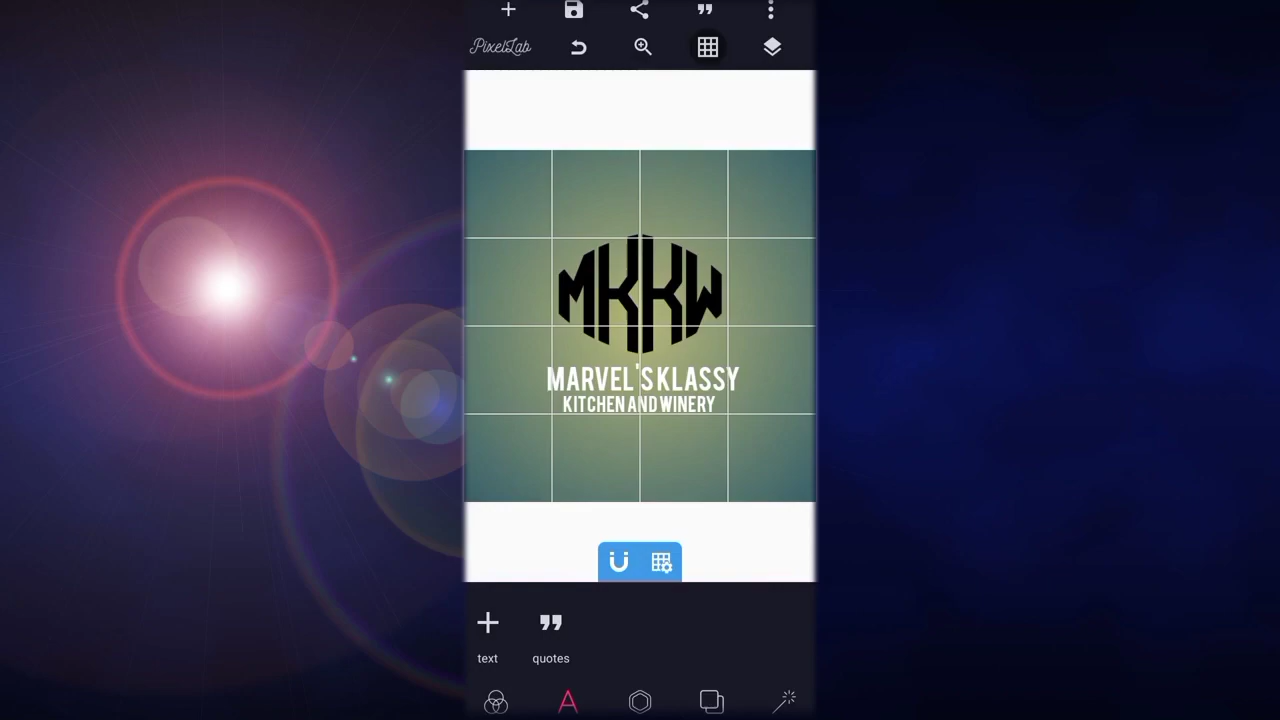 PixelLab
MKKW
MARVEL'S KLASSY
KITCHEN AND WINERY
text
quotes